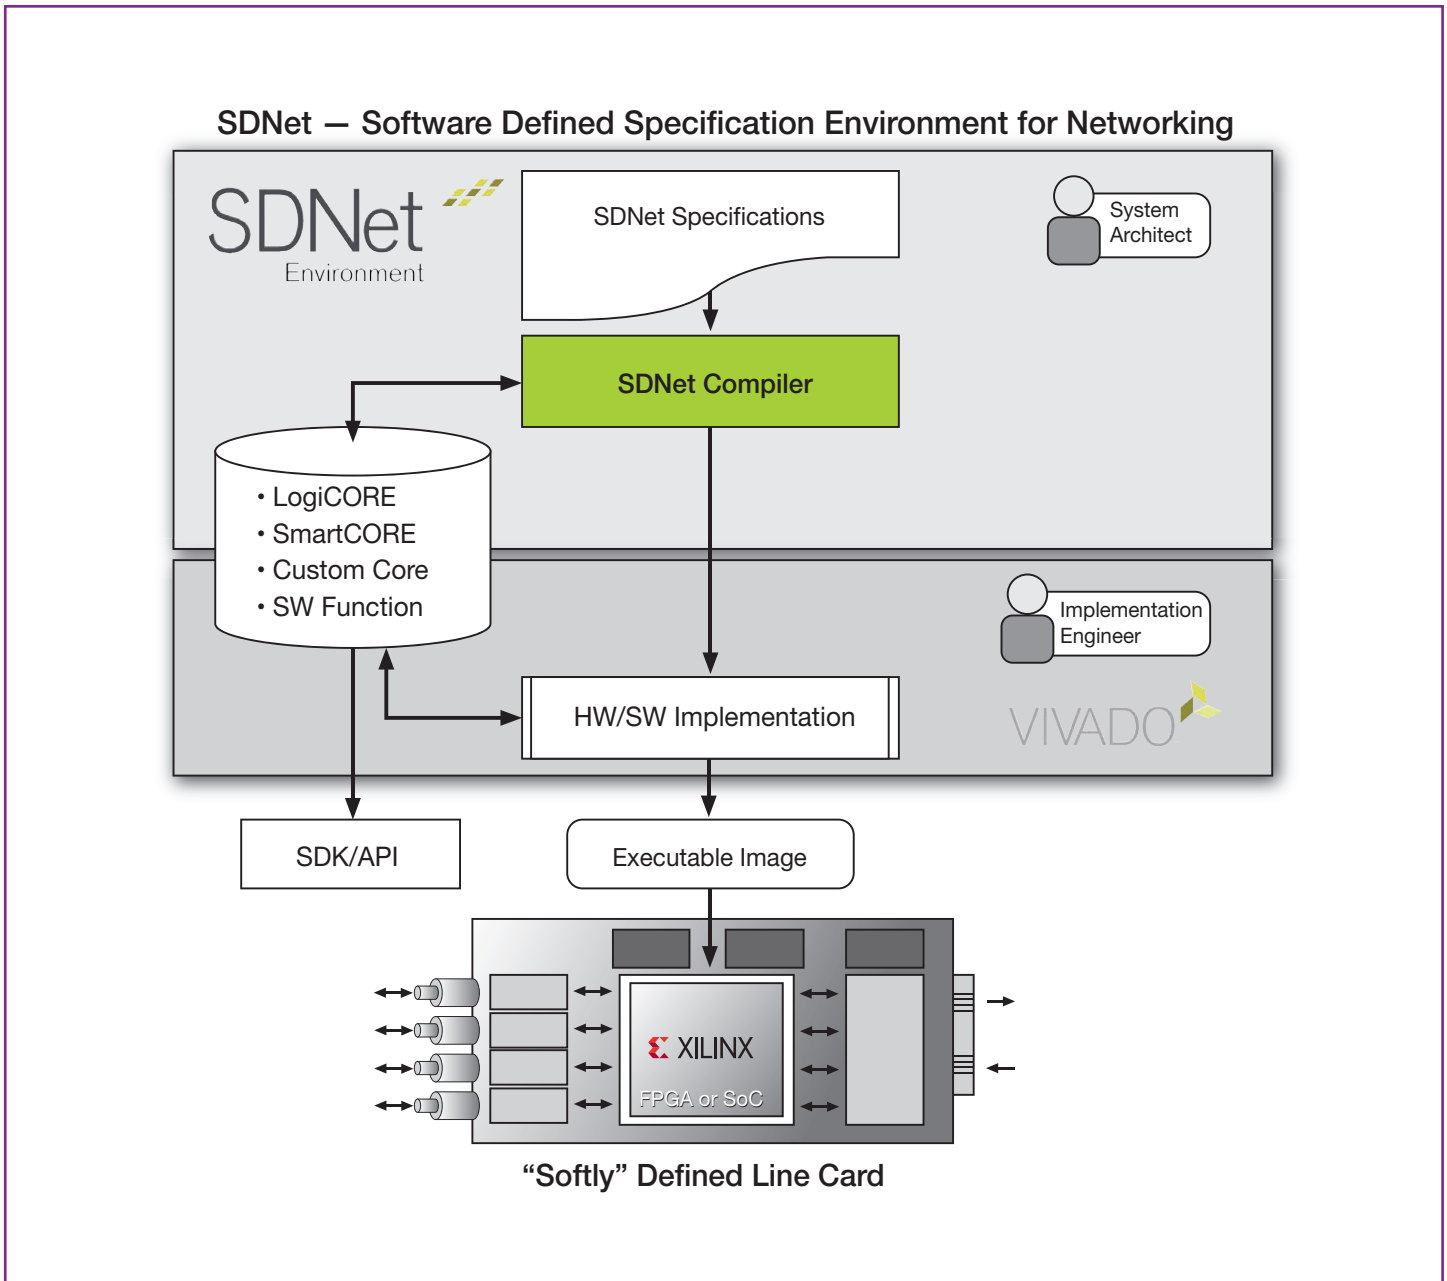 SDNet — Software Defined Specification Environment for Networking
SDNet
Environment
SDNet Specifications
System
Architect
SDNet Compiler
• LogiCORE
• SmartCORE
• Custom Core
• SW Function
Implementation
Engineer
HW/SW Implementation
VIVADO
SDK/API
Executable Image
XILINX
FPGA or SoC
“Softly” Defined Line Card